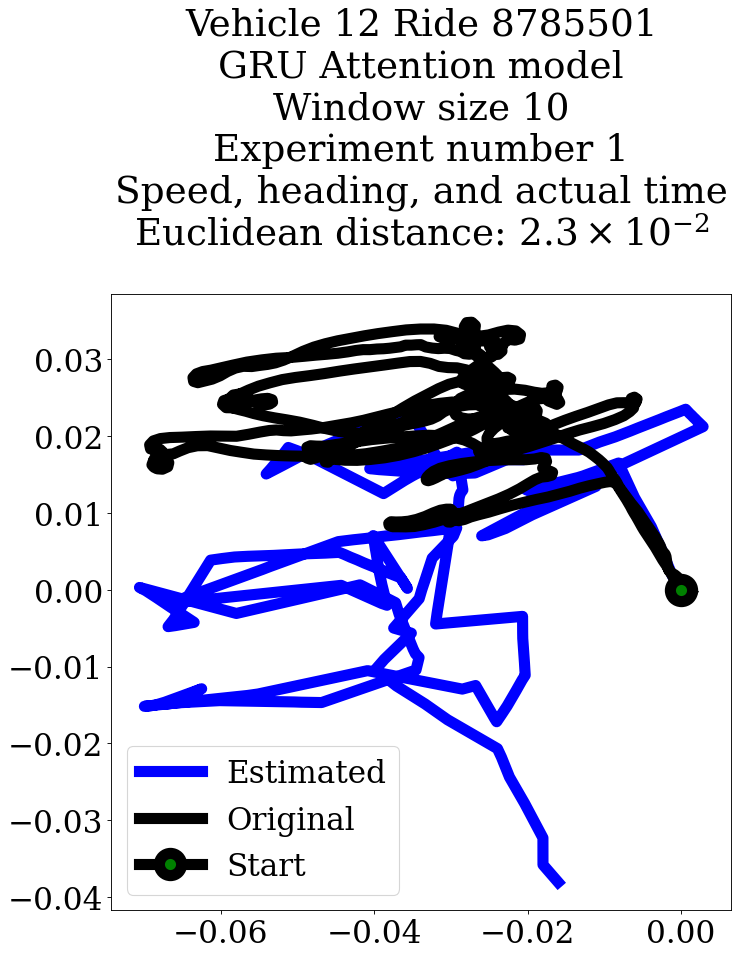 Vehicle 12 Ride 8785501
GRU Attention model
Window size 10
Experiment number 1
Speed, heading, and actual time
Euclidean distance: 2.3 × 10⁻²
0.03
0.02
0.01
0.00
−0.01
−0.02
−0.03
−0.04
Estimated
Original
Start
−0.06 −0.04 −0.02 0.00